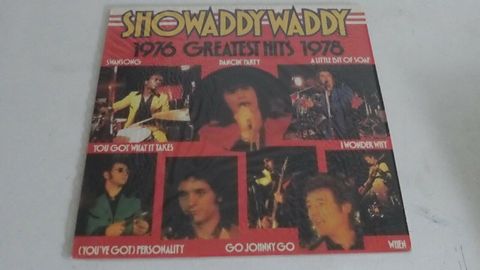 SHOWADDYWADDY
1976 GREATEST HITS 1978
SWANSONG
DANCIN' PARTY
A LITTLE BIT OF SOAP
YOU GOT WHAT IT TAKES
I WONDER WHY
(YOU'VE GOT) PERSONALITY
GO JOHNNY GO
WHEN